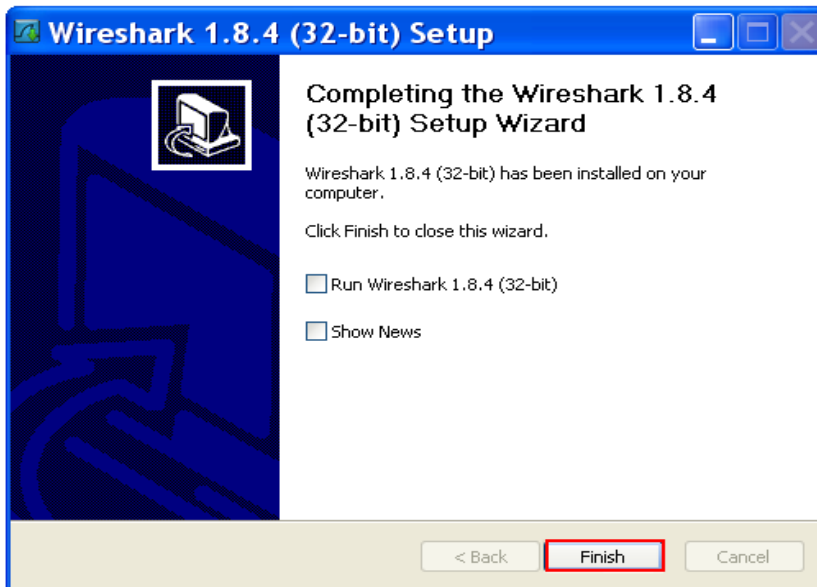 Wireshark 1.8.4 (32-bit) Setup
Completing the Wireshark 1.8.4
(32-bit) Setup Wizard
Wireshark 1.8.4 (32-bit) has been installed on your
computer.
Click Finish to close this wizard.
Run Wireshark 1.8.4 (32-bit)
Show News
< Back Finish Cancel